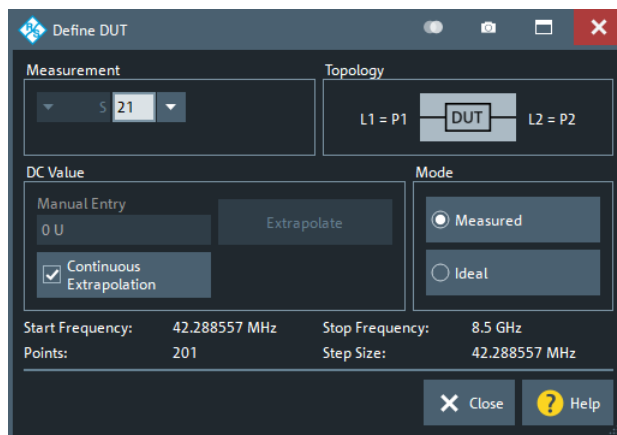 Define DUT
Measurement
S 21
Topology
L1 = P1 DUT L2 = P2
DC Value
Manual Entry
0 U
Extrapolate
Continuous
Extrapolation
Mode
Measured
Ideal
Start Frequency: 42.288557 MHz Stop Frequency: 8.5 GHz
Points: 201 Step Size: 42.288557 MHz
Close ? Help